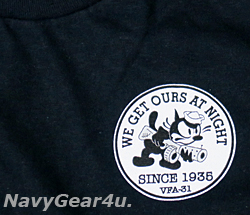 WE GET OURS AT NIGHT
SINCE 1935
VFA-31
NavyGear4u.